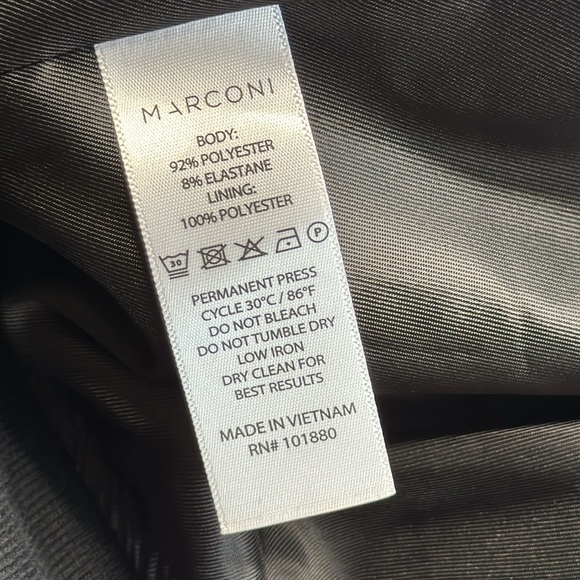 MARCONI
BODY:
92% POLYESTER
8% ELASTANE
LINING:
100% POLYESTER
30 P
PERMANENT PRESS
CYCLE 30°C / 86°F
DO NOT BLEACH
DO NOT TUMBLE DRY
LOW IRON
DRY CLEAN FOR
BEST RESULTS
MADE IN VIETNAM
RN# 101880